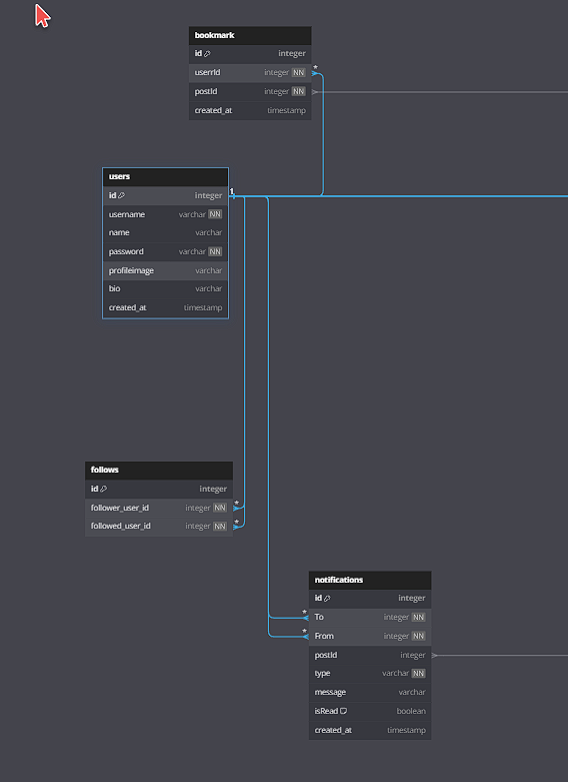 bookmark
id integer
userrId integer NN
*
postId integer NN
created_at timestamp
users
id integer
1
username varchar NN
name varchar
password varchar NN
profileimage varchar
bio varchar
created_at timestamp
follows
id integer
follower_user_id integer NN
*
followed_user_id integer NN
*
notifications
id integer
*
To integer NN
*
From integer NN
postId integer
type varchar NN
message varchar
isRead boolean
created_at timestamp